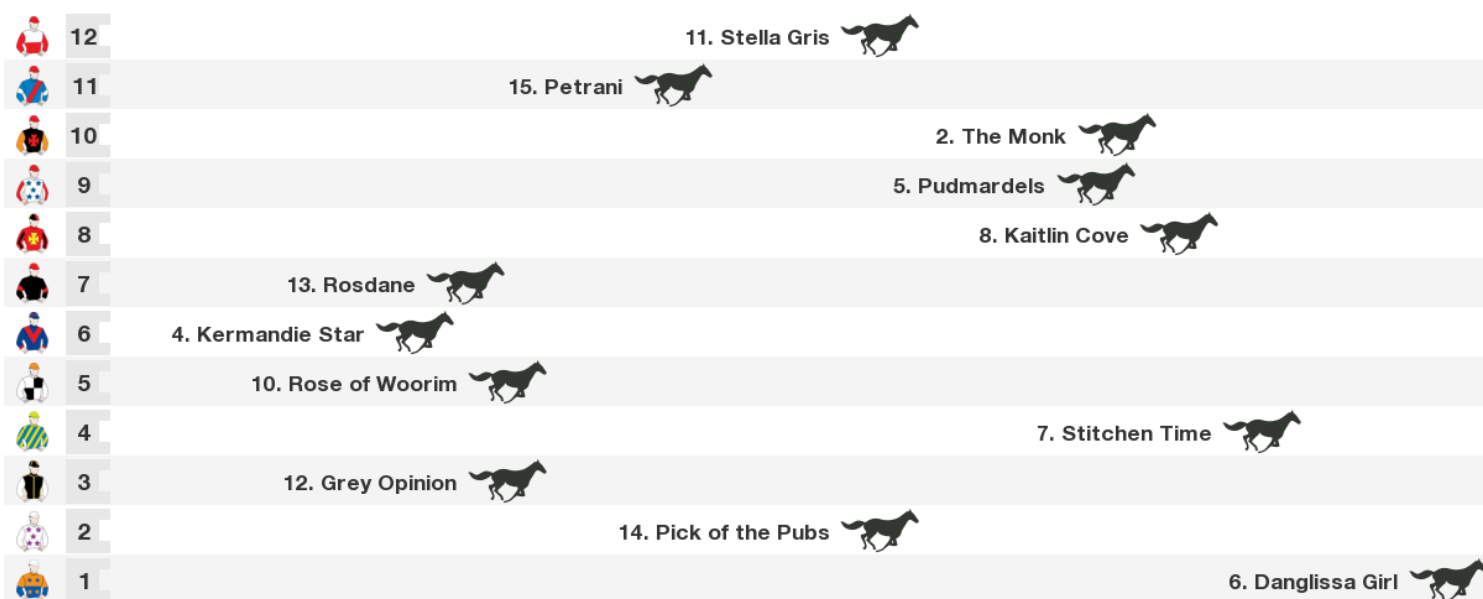 12 11. Stella Gris
11 15. Petrani
10 2. The Monk
9 5. Pudmardels
8 8. Kaitlin Cove
7 13. Rosdane
6 4. Kermandie Star
5 10. Rose of Woorim
4 7. Stitchen Time
3 12. Grey Opinion
2 14. Pick of the Pubs
1 6. Danglissa Girl